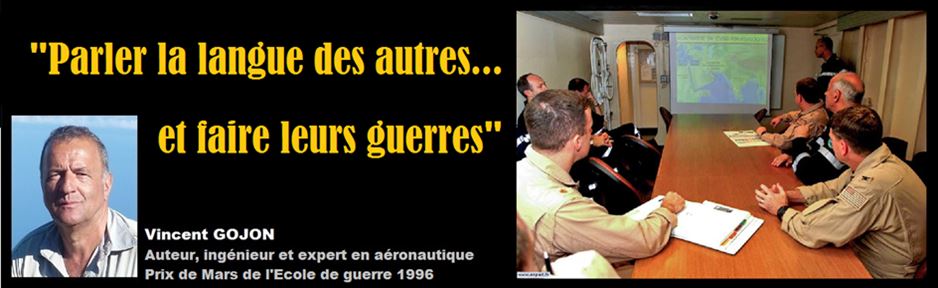 "Parler la langue des autres...
et faire leurs guerres"
Vincent GOJON
Auteur, ingénieur et expert en aéronautique
Prix de Mars de l'Ecole de guerre 1996